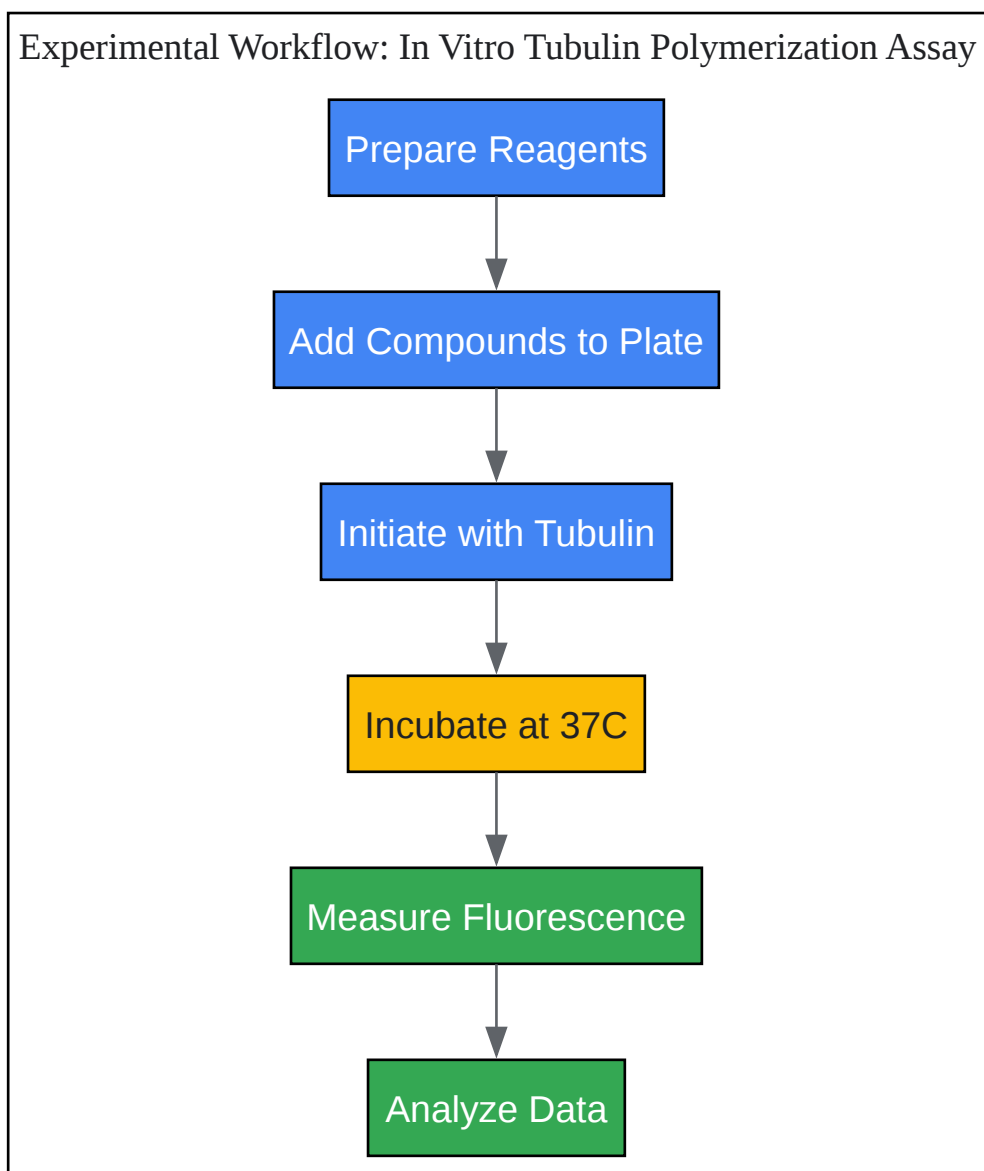 Experimental Workflow: In Vitro Tubulin Polymerization Assay
Prepare Reagents
Add Compounds to Plate
Initiate with Tubulin
Incubate at 37C
Measure Fluorescence
Analyze Data